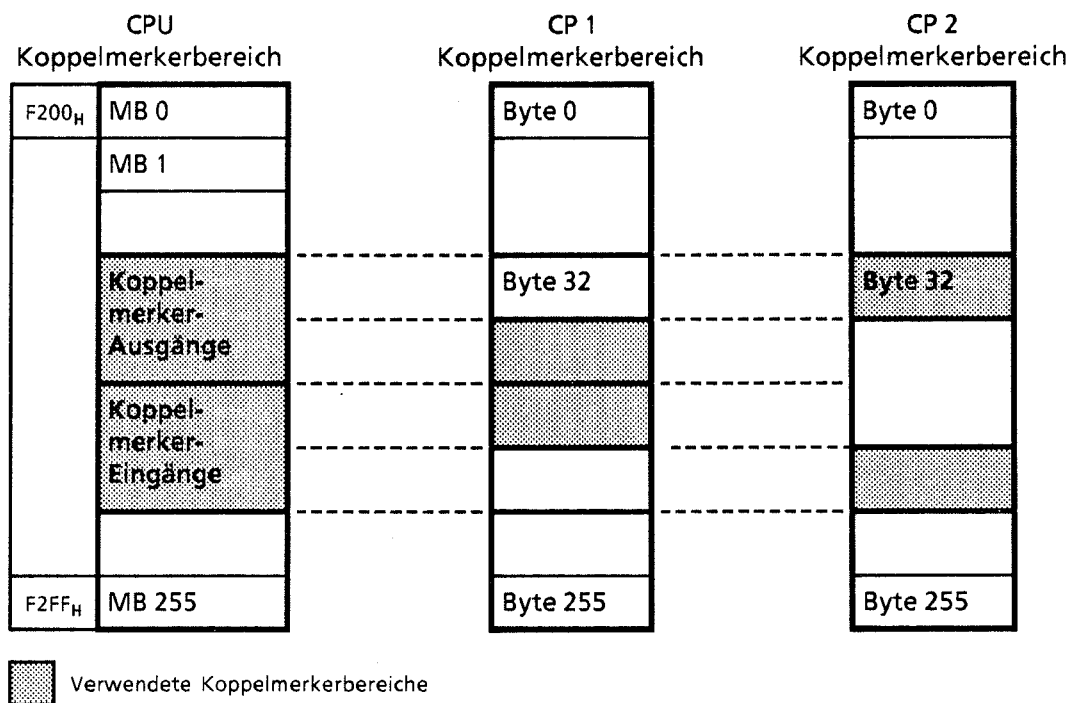 CPU
Koppelmerkerbereich
F200H
MB 0
MB 1
Koppel-
merker-
Ausgänge
Koppel-
merker-
Eingänge
F2FFH
MB 255
CP 1
Koppelmerkerbereich
Byte 0
Byte 32
Byte 255
CP 2
Koppelmerkerbereich
Byte 0
Byte 32
Byte 255
Verwendete Koppelmerkerbereiche